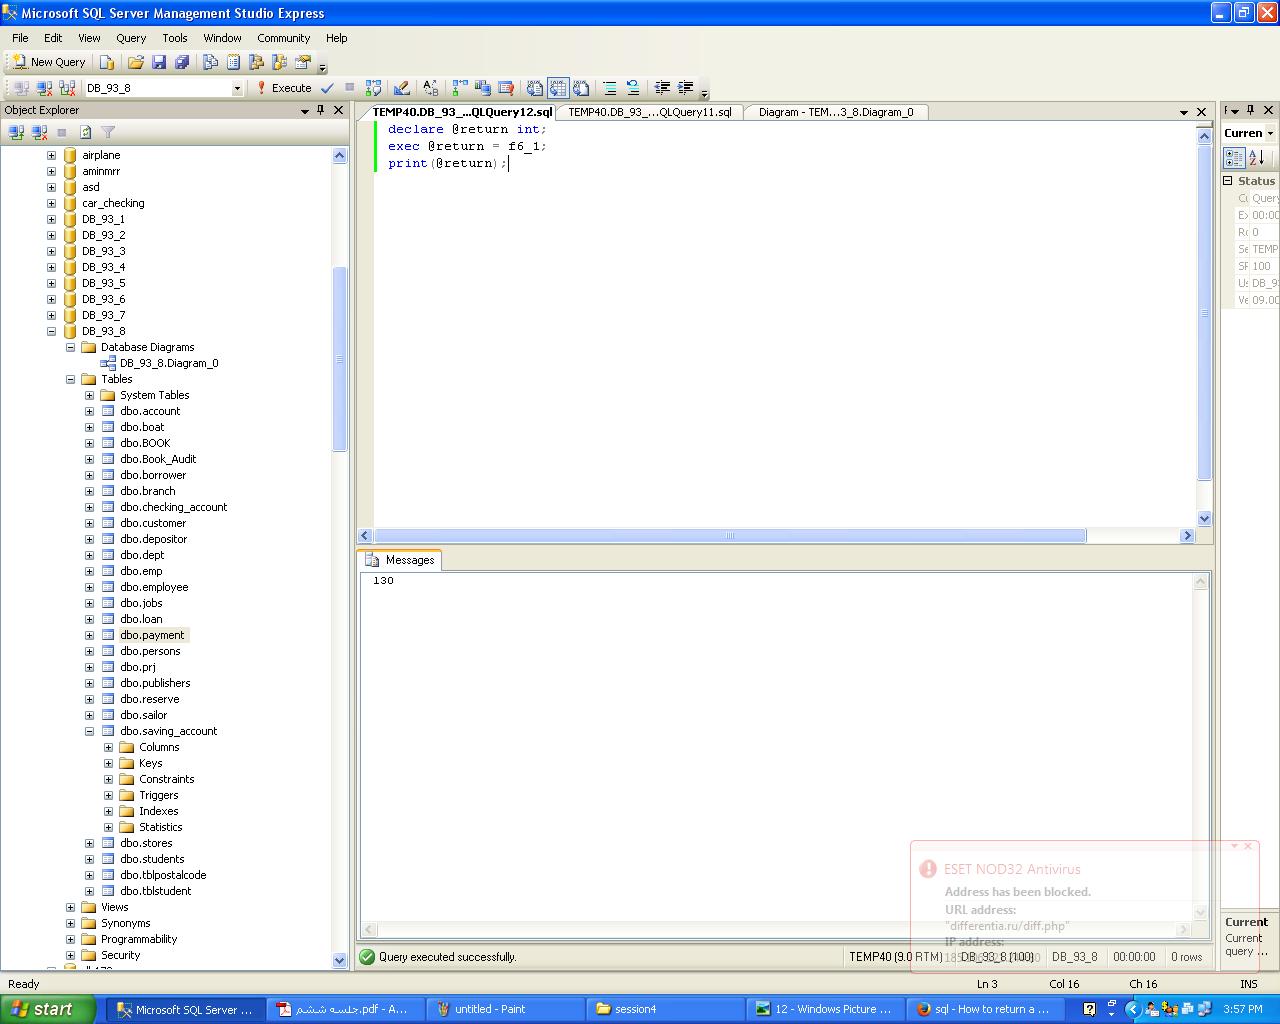 Microsoft SQL Server Management Studio Express
File Edit View Query Tools Window Community Help
New Query
DB_93_8 Execute
Object Explorer
airplane
aminmrr
asd
car_checking
DB_93_1
DB_93_2
DB_93_3
DB_93_4
DB_93_5
DB_93_6
DB_93_7
DB_93_8
Database Diagrams
DB_93_8.Diagram_0
Tables
System Tables
dbo.account
dbo.boat
dbo.BOOK
dbo.Book_Audit
dbo.borrower
dbo.branch
dbo.checking_account
dbo.customer
dbo.depositor
dbo.dept
dbo.emp
dbo.employee
dbo.jobs
dbo.loan
dbo.payment
dbo.persons
dbo.prj
dbo.publishers
dbo.reserve
dbo.sailor
dbo.saving_account
Columns
Keys
Constraints
Triggers
Indexes
Statistics
dbo.stores
dbo.students
dbo.tblpostalcode
dbo.tblstudent
Views
Synonyms
Programmability
Security
TEMP40.DB_93_...QLQuery12.sql TEMP40.DB_93_...QLQuery11.sql Diagram - TEM...3_8.Diagram_0
declare @return int;
exec @return = f6_1;
print(@return);
Messages
130
Curren
Status
Query
00:00
0
TEMP
100
DB_9
09.00
Current
Current
query ...
ESET NOD32 Antivirus
Address has been blocked.
URL address:
"differentia.ru/diff.php"
IP address:
Query executed successfully. TEMP40 (9.0 RTM) DB_93_8 (100) DB_93_8 00:00:00 0 rows
Ready Ln 3 Col 16 Ch 16 INS
start Microsoft SQL Server ... جلسه ششم.pdf - A... untitled - Paint session4 12 - Windows Picture ... sql - How to return a ... 3:57 PM